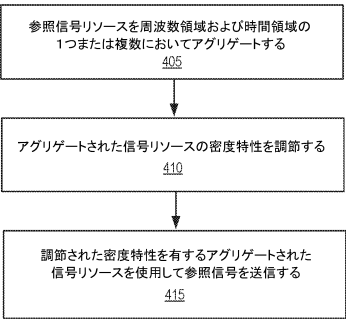 参照信号リソースを周波数領域および時間領域の
1つまたは複数においてアグリゲートする
405
アグリゲートされた信号リソースの密度特性を調節する
410
調節された密度特性を有するアグリゲートされた
信号リソースを使用して参照信号を送信する
415